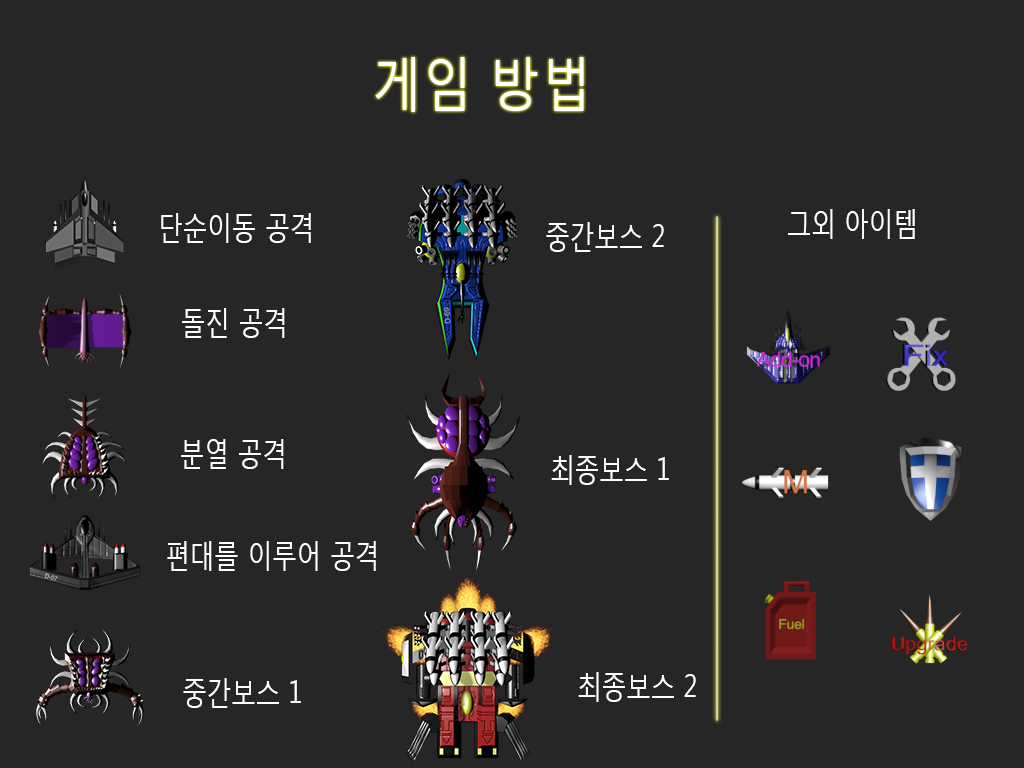 게임 방법
단순이동 공격
돌진 공격
분열 공격
편대를 이루어 공격
D-07
중간보스 1
중간보스 2
D-69
최종보스 1
최종보스 2
그외 아이템
Add-on
Fix
M
Fuel
Upgrade